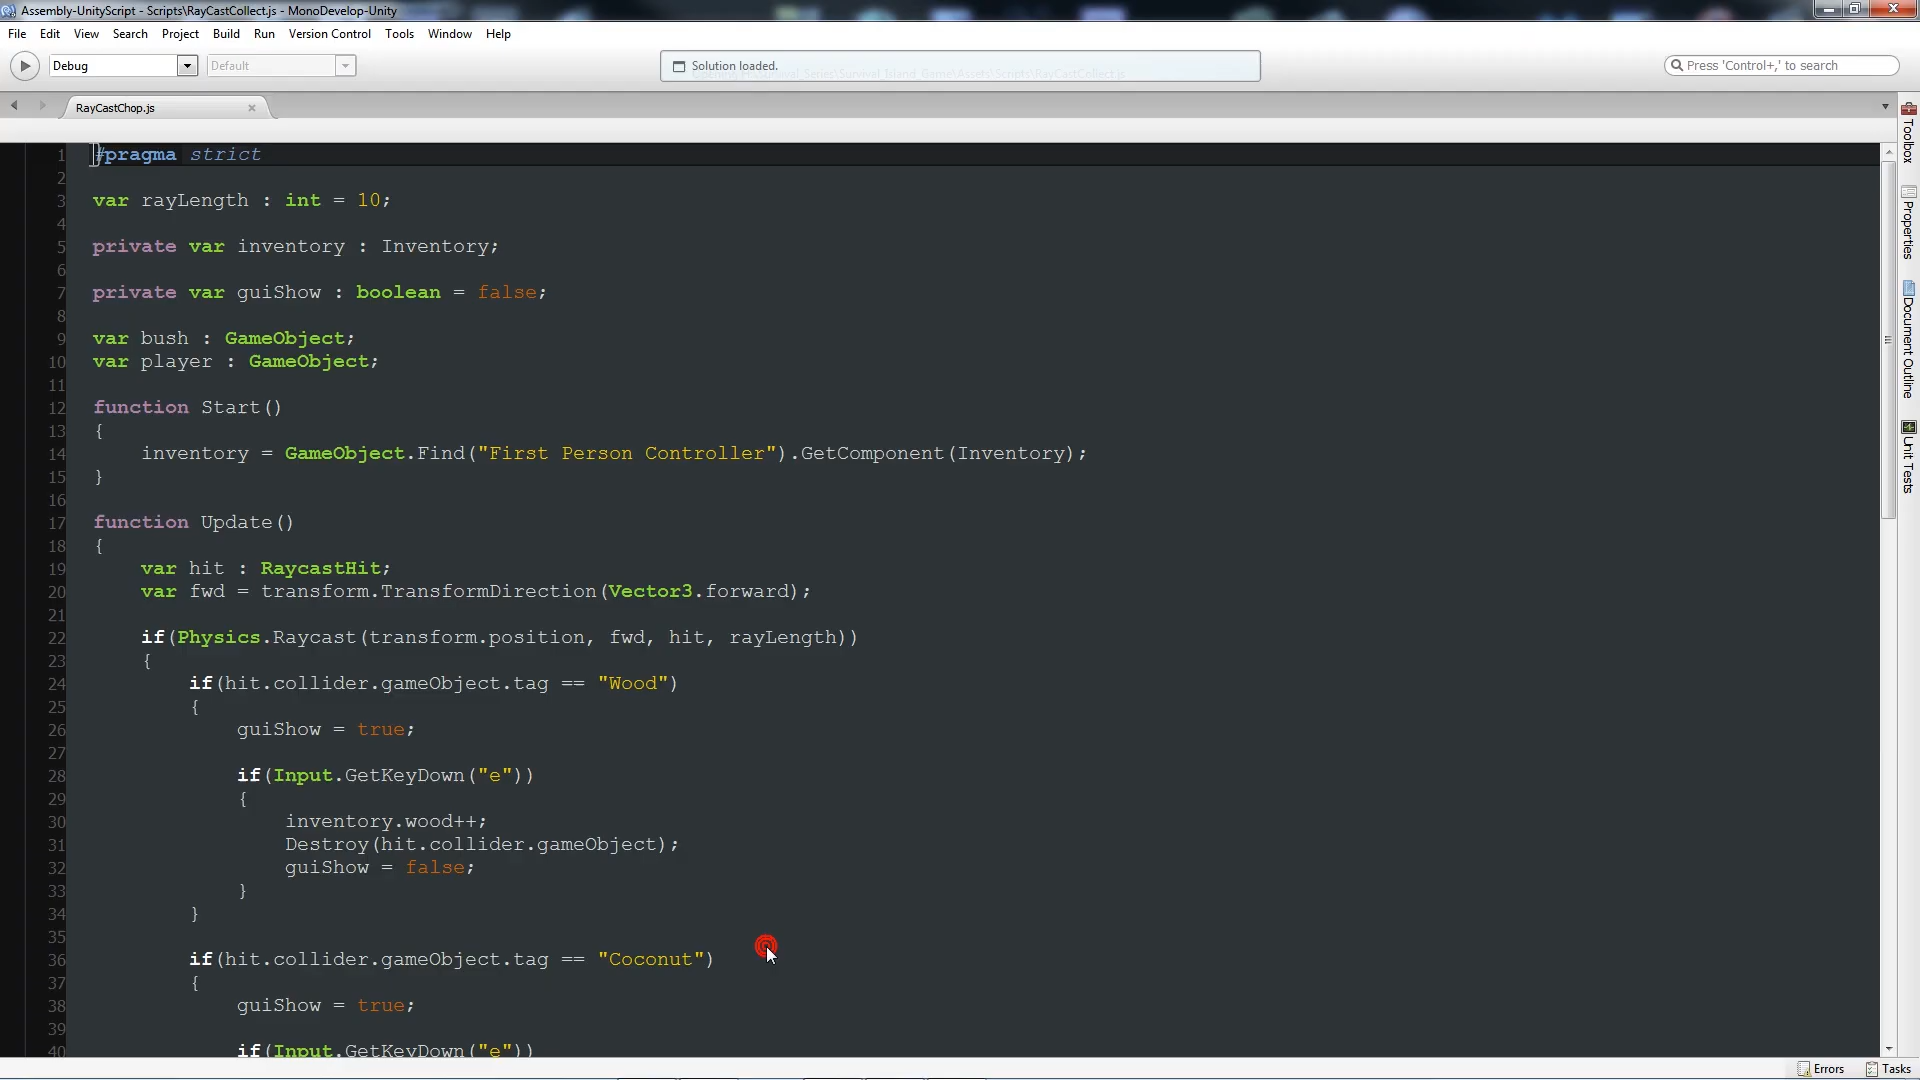 Assembly-UnityScript - Scripts\RayCastCollect.js - MonoDevelop-Unity
File Edit View Search Project Build Run Version Control Tools Window Help
Debug Default Solution loaded. Press 'Control+,' to search
RayCastChop.js
1 #pragma strict
2
3 var rayLength : int = 10;
4
5 private var inventory : Inventory;
6
7 private var guiShow : boolean = false;
8
9 var bush : GameObject;
10 var player : GameObject;
11
12 function Start()
13 {
14 inventory = GameObject.Find("First Person Controller").GetComponent(Inventory);
15 }
16
17 function Update()
18 {
19 var hit : RaycastHit;
20 var fwd = transform.TransformDirection(Vector3.forward);
21
22 if(Physics.Raycast(transform.position, fwd, hit, rayLength))
23 {
24 if(hit.collider.gameObject.tag == "Wood")
25 {
26 guiShow = true;
27
28 if(Input.GetKeyDown("e"))
29 {
30 inventory.wood++;
31 Destroy(hit.collider.gameObject);
32 guiShow = false;
33 }
34 }
35
36 if(hit.collider.gameObject.tag == "Coconut")
37 {
38 guiShow = true;
39
40 if(Input.GetKeyDown("e"))
Toolbox
Properties
Document Outline
Unit Tests
Errors Tasks